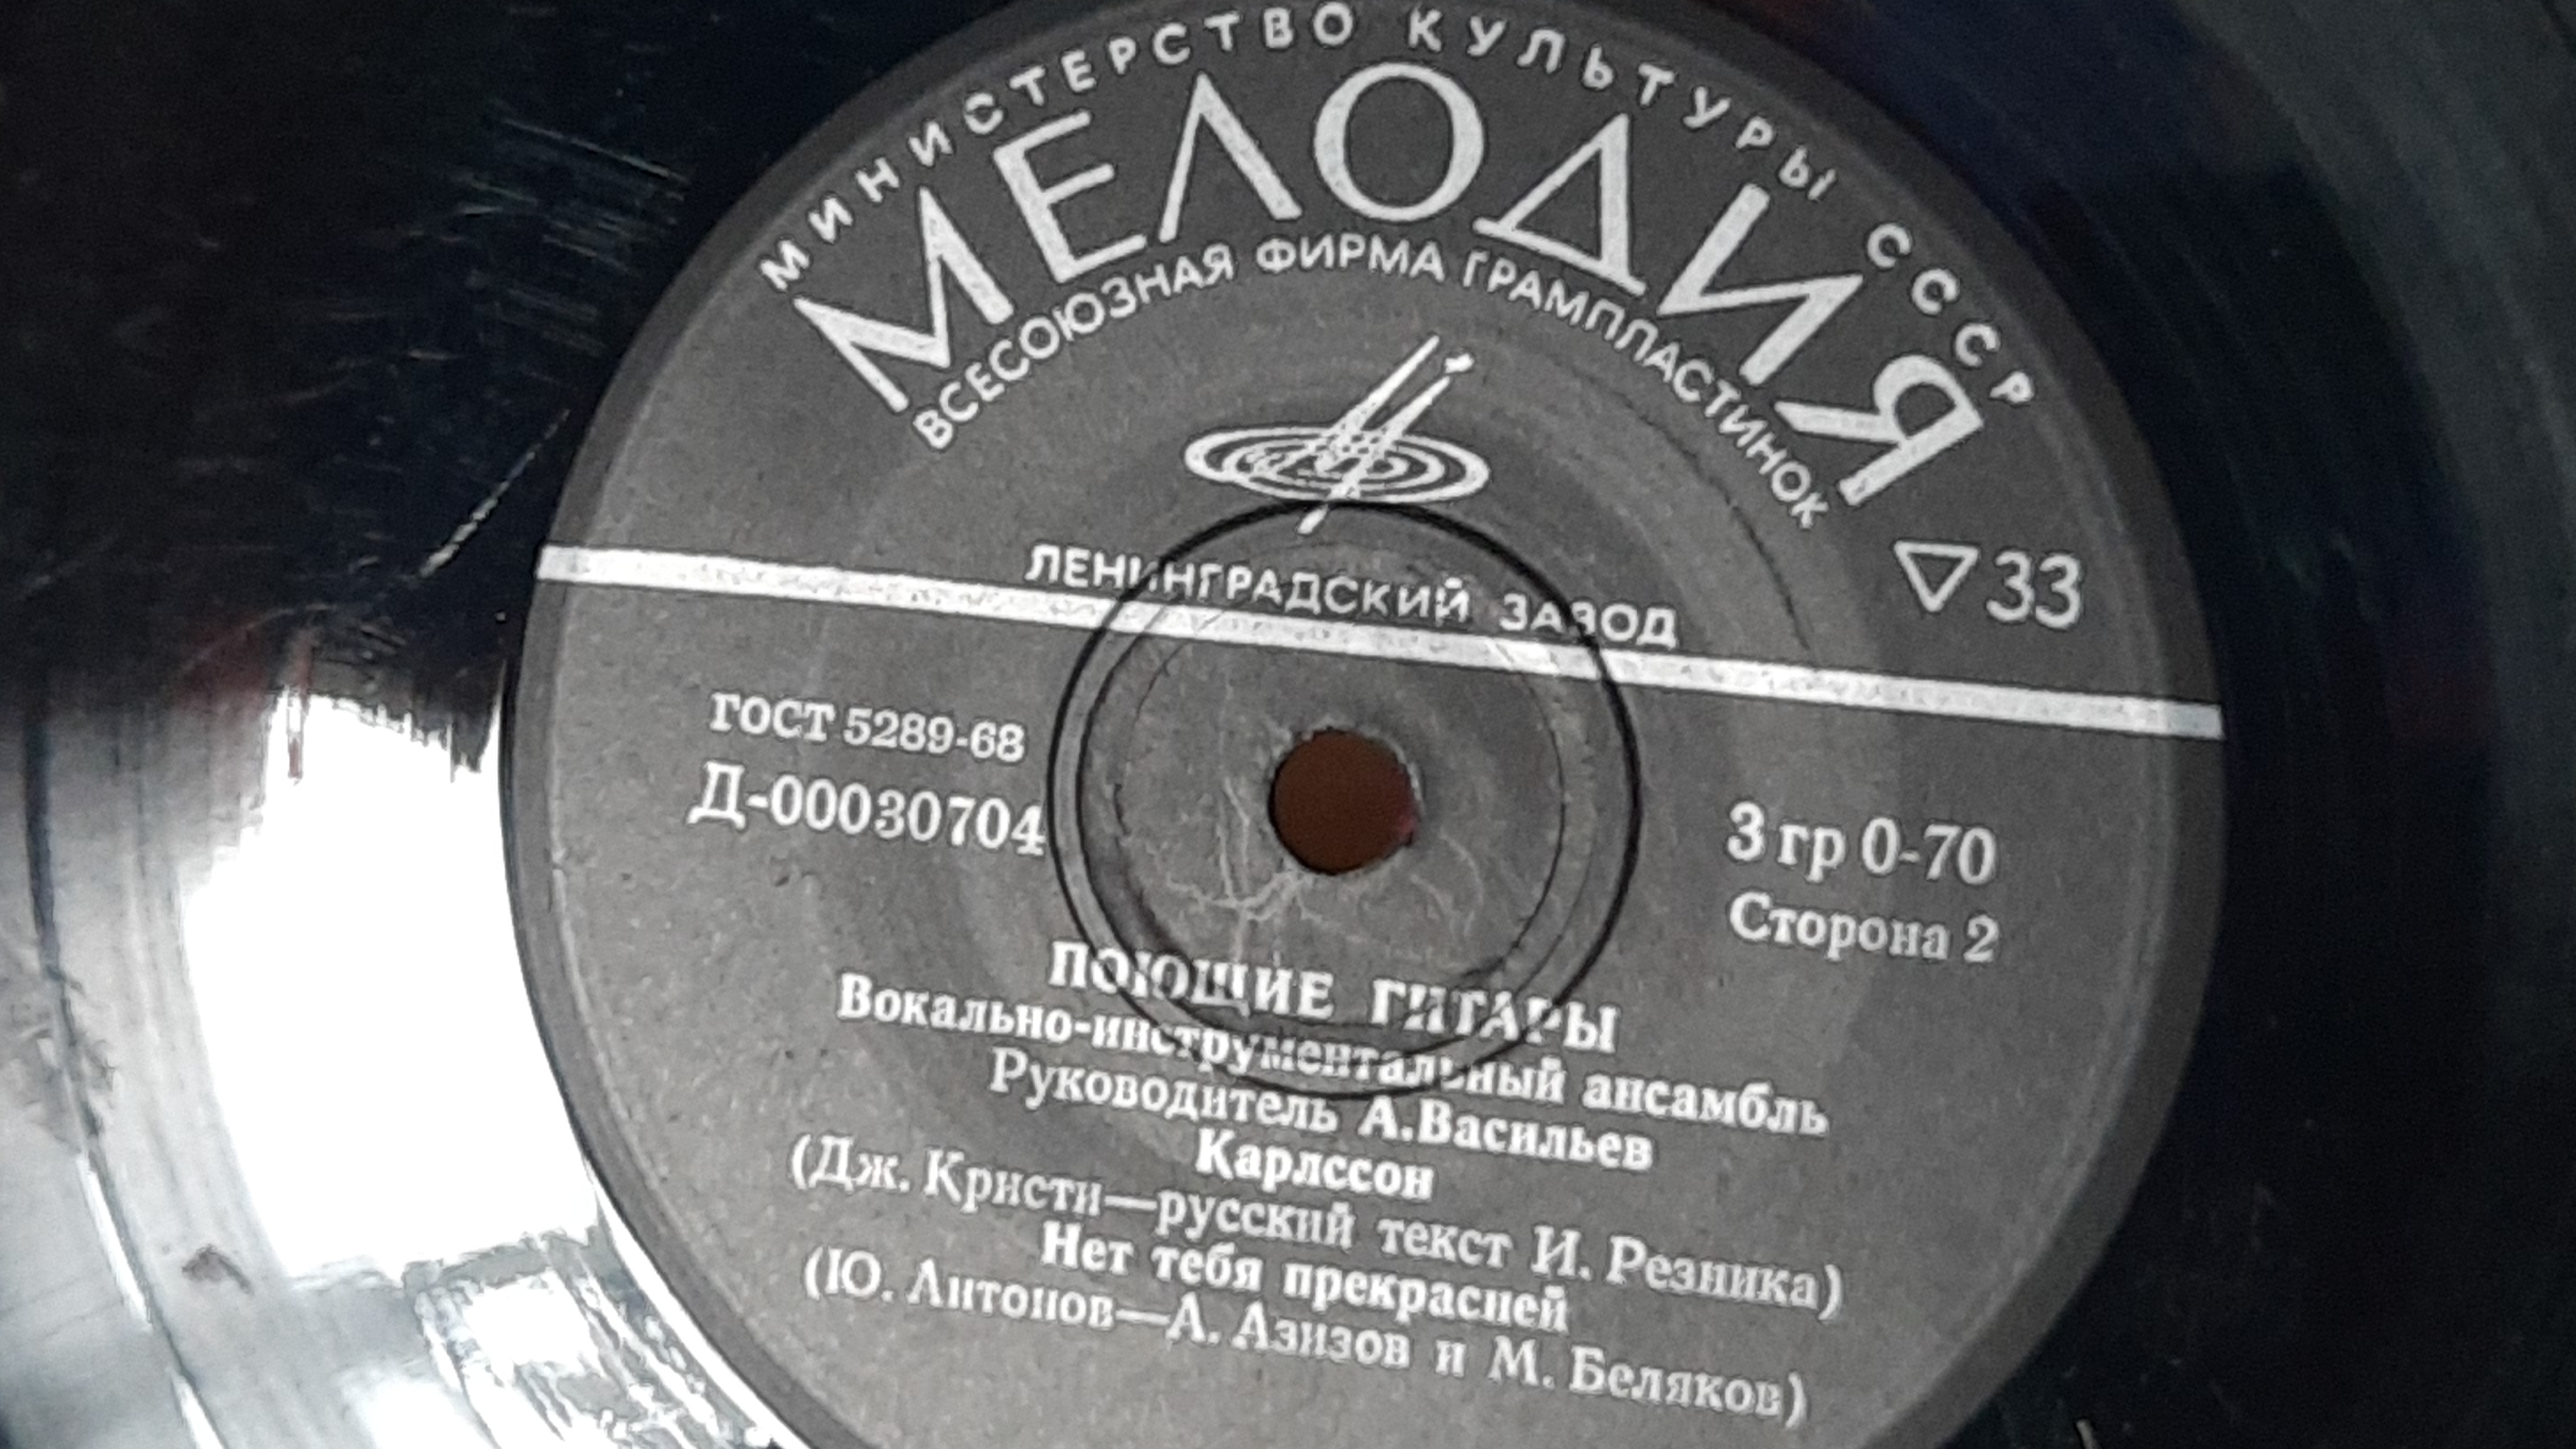 МИНИСТЕРСТВО КУЛЬТУРЫ СССР
МЕЛОДИЯ
ВСЕСОЮЗНАЯ ФИРМА ГРАМПЛАСТИНОК
ЛЕНИНГРАДСКИЙ ЗАВОД
▽33
ГОСТ 5289-68
Д-00030704
3 гр 0-70
Сторона 2
ПОЮЩИЕ ГИТАРЫ
Вокально-инструментальный ансамбль
Руководитель А.Васильев
Карлссон
(Дж. Кристи—русский текст И. Резника)
Нет тебя прекрасней
(Ю. Антонов—А. Азизов и М. Беляков)